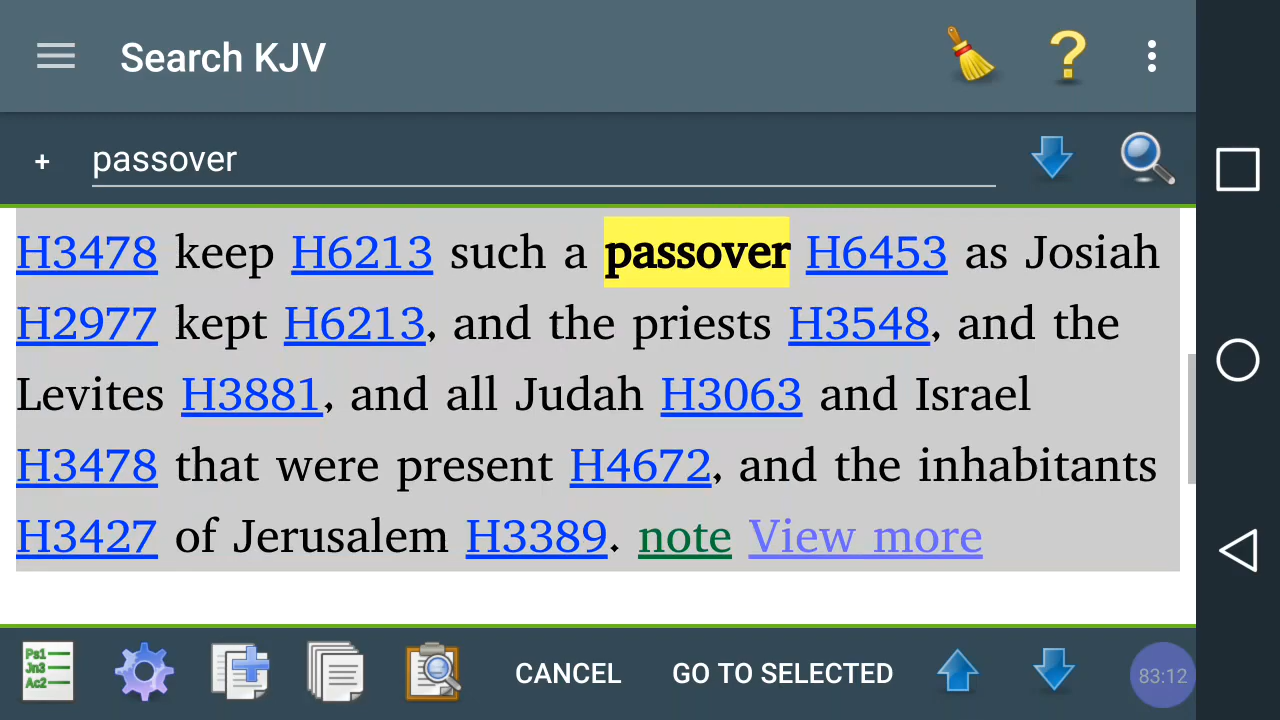 Search KJV
?
+ passover
H3478 keep H6213 such a passover H6453 as Josiah
H2977 kept H6213, and the priests H3548, and the
Levites H3881, and all Judah H3063 and Israel
H3478 that were present H4672, and the inhabitants
H3427 of Jerusalem H3389. note View more
Ps1
Jn3
Ac2
CANCEL GO TO SELECTED
83:12